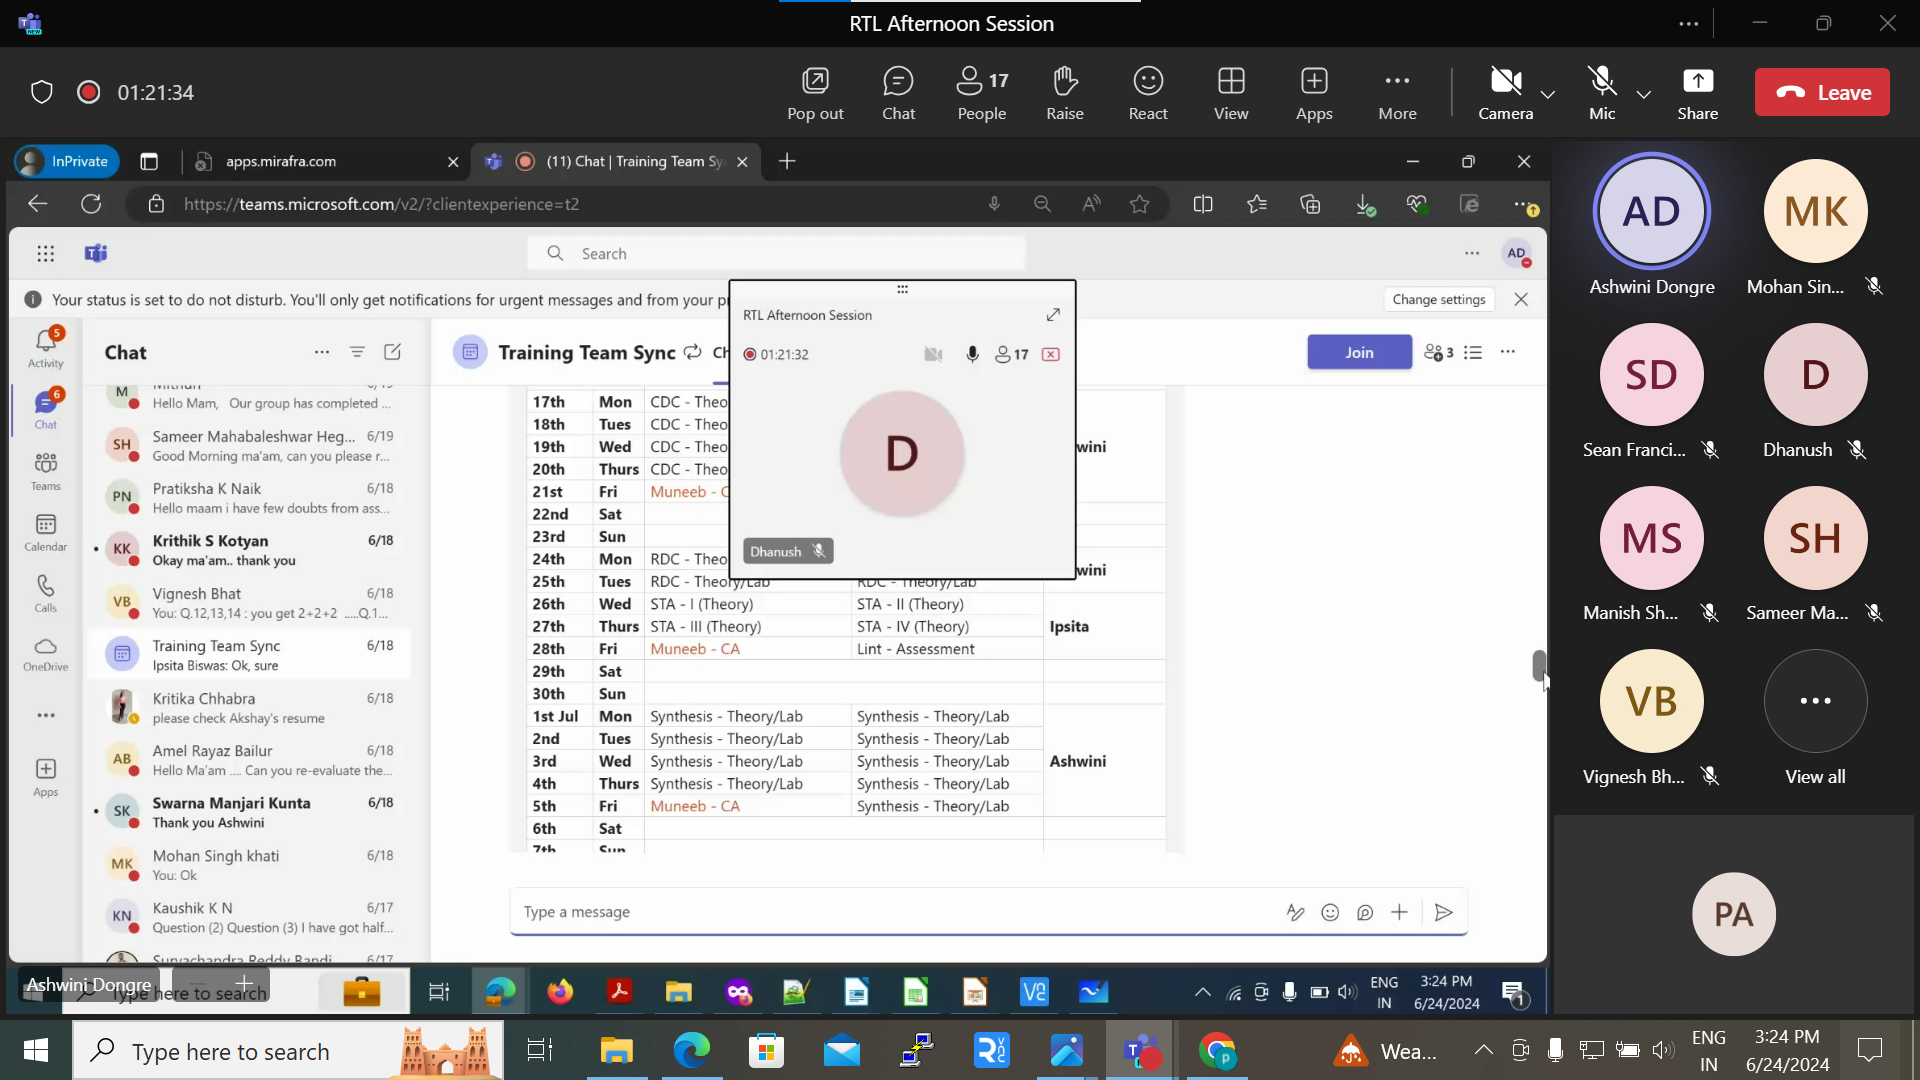 RTL Afternoon Session
01:21:34
Pop out
Chat
17
People
Raise
React
View
Apps
More
Camera
Mic
Share
Leave
InPrivate
apps.mirafra.com
(11) Chat | Training Team Sy
https://teams.microsoft.com/v2/?clientexperience=t2
Search
AD
Your status is set to do not disturb. You'll only get notifications for urgent messages and from your
Change settings
5
Activity
6
Chat
Teams
Calendar
Calls
OneDrive
Apps
Chat
M
Mithun 6/19
Hello Mam, Our group has completed ...
SH
Sameer Mahabaleshwar Heg... 6/19
Good Morning ma'am, can you please r...
PN
Pratiksha K Naik 6/18
Hello maam i have few doubts from ass...
KK
Krithik S Kotyan 6/18
Okay ma'am.. thank you
VB
Vignesh Bhat 6/18
You: Q.12,13,14 : you get 2+2+2 .....Q.1...
Training Team Sync 6/18
Ipsita Biswas: Ok, sure
Kritika Chhabra 6/18
please check Akshay's resume
AB
Amel Rayaz Bailur 6/18
Hello Ma'am .... Can you re-evaluate the...
SK
Swarna Manjari Kunta 6/18
Thank you Ashwini
MK
Mohan Singh khati 6/18
You: Ok
KN
Kaushik K N 6/17
Question (2) Question (3) I have got half...
Suryachandra Reddy Bandi 6/17
Training Team Sync
Join
3
17th Mon CDC - Theo
18th Tues CDC - Theo
19th Wed CDC - Theo wini
20th Thurs CDC - Theo
21st Fri Muneeb - C
22nd Sat
23rd Sun
24th Mon RDC - Theo wini
25th Tues RDC - Theory/Lab RDC - Theory/Lab
26th Wed STA - I (Theory) STA - II (Theory)
27th Thurs STA - III (Theory) STA - IV (Theory) Ipsita
28th Fri Muneeb - CA Lint - Assessment
29th Sat
30th Sun
1st Jul Mon Synthesis - Theory/Lab Synthesis - Theory/Lab
2nd Tues Synthesis - Theory/Lab Synthesis - Theory/Lab
3rd Wed Synthesis - Theory/Lab Synthesis - Theory/Lab Ashwini
4th Thurs Synthesis - Theory/Lab Synthesis - Theory/Lab
5th Fri Muneeb - CA Synthesis - Theory/Lab
6th Sat
7th Sun
RTL Afternoon Session
01:21:32
17
D
Dhanush
Type a message
Ashwini Dongre
Type here to search
ENG
IN
3:24 PM
6/24/2024
1
AD
Ashwini Dongre
MK
Mohan Sin...
SD
Sean Franci...
D
Dhanush
MS
Manish Sh...
SH
Sameer Ma...
VB
Vignesh Bh...
View all
PA
Type here to search
Wea...
ENG
IN
3:24 PM
6/24/2024